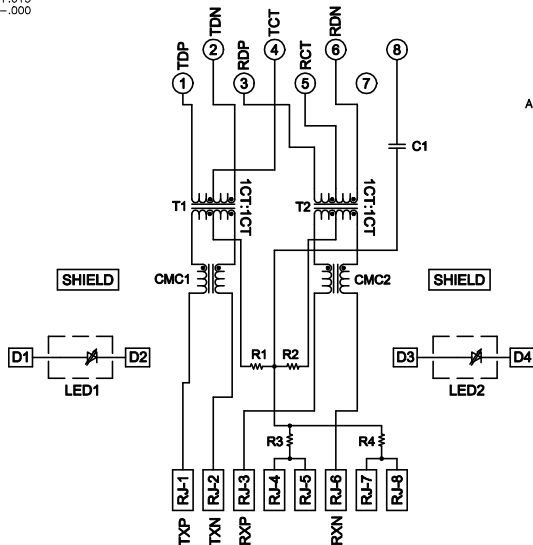 -.000
TDP
TDN
RDP
TCT
RCT
RDN
1
2
3
4
5
6
7
8
A
C1
T1
1CT:1CT
T2
1CT:1CT
CMC1
CMC2
SHIELD
SHIELD
D1
D2
LED1
R1
R2
D3
D4
LED2
R3
R4
RJ-1
RJ-2
RJ-3
RJ-4
RJ-5
RJ-6
RJ-7
RJ-8
TXP
TXN
RXP
RXN